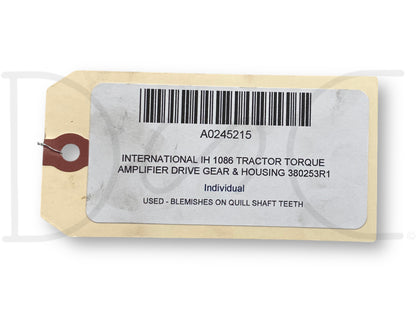 A0245215
INTERNATIONAL IH 1086 TRACTOR TORQUE
AMPLIFIER DRIVE GEAR & HOUSING 380253R1
Individual
USED - BLEMISHES ON QUILL SHAFT TEETH